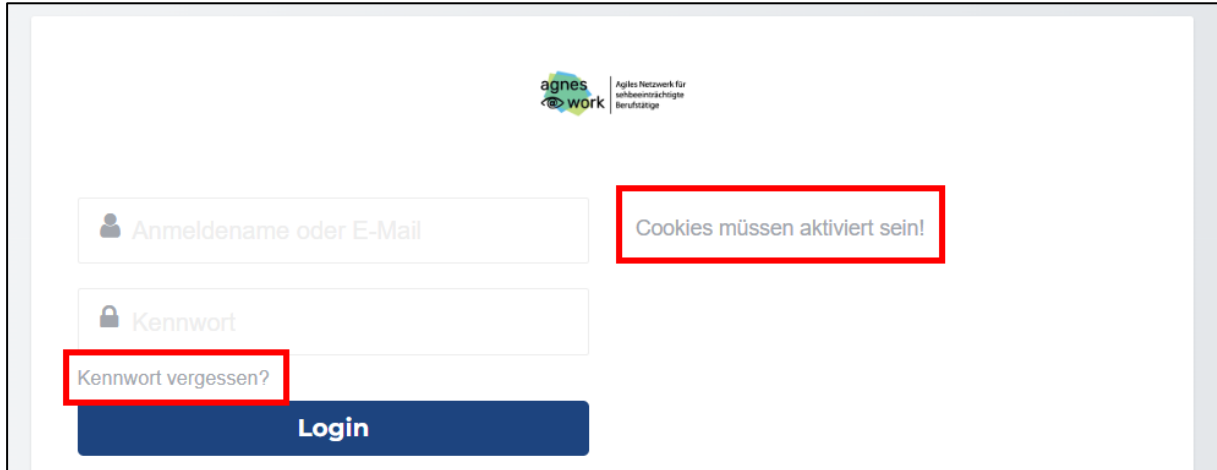 agnes
work
Agiles Netzwerk für
sehbeeinträchtigte
Berufstätige
Anmeldename oder E-Mail
Cookies müssen aktiviert sein!
Kennwort
Kennwort vergessen?
Login